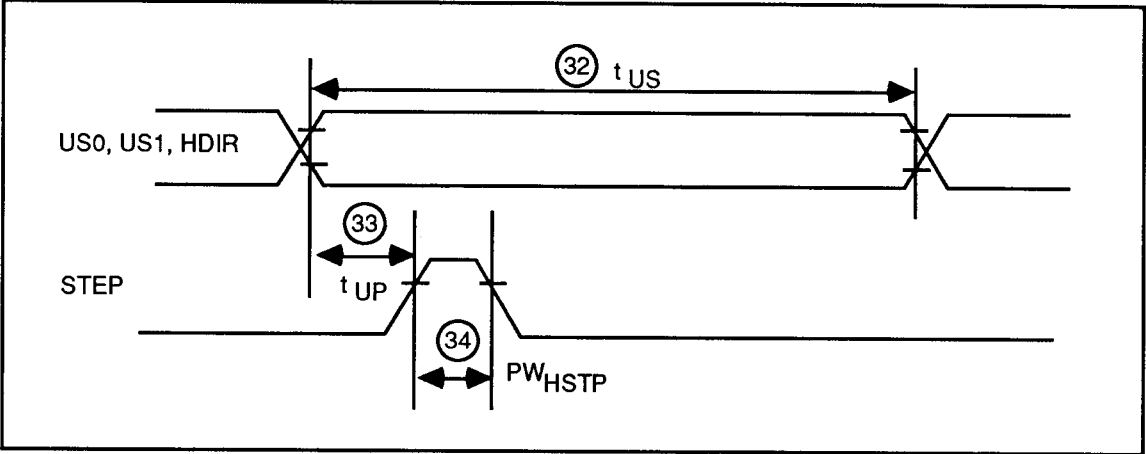 32 t US
US0, US1, HDIR
33
t UP
STEP
34
PW HSTP